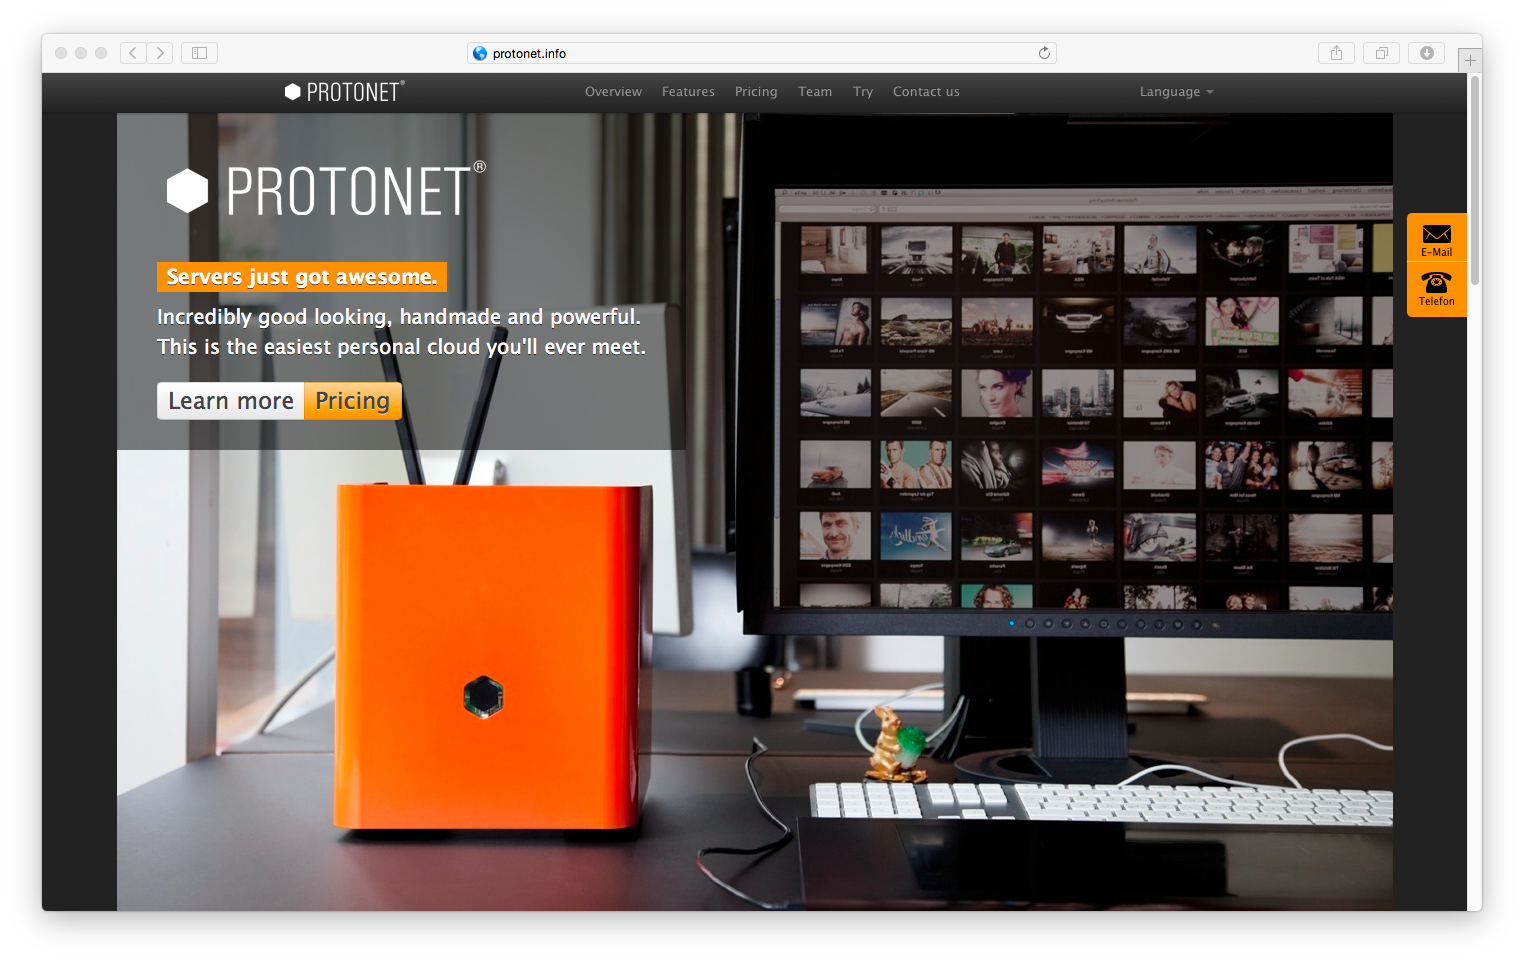 protonet.info
PROTONET®
Overview Features Pricing Team Try Contact us Language
PROTONET®
Servers just got awesome.
Incredibly good looking, handmade and powerful.
This is the easiest personal cloud you'll ever meet.
Learn more Pricing
E-Mail
Telefon